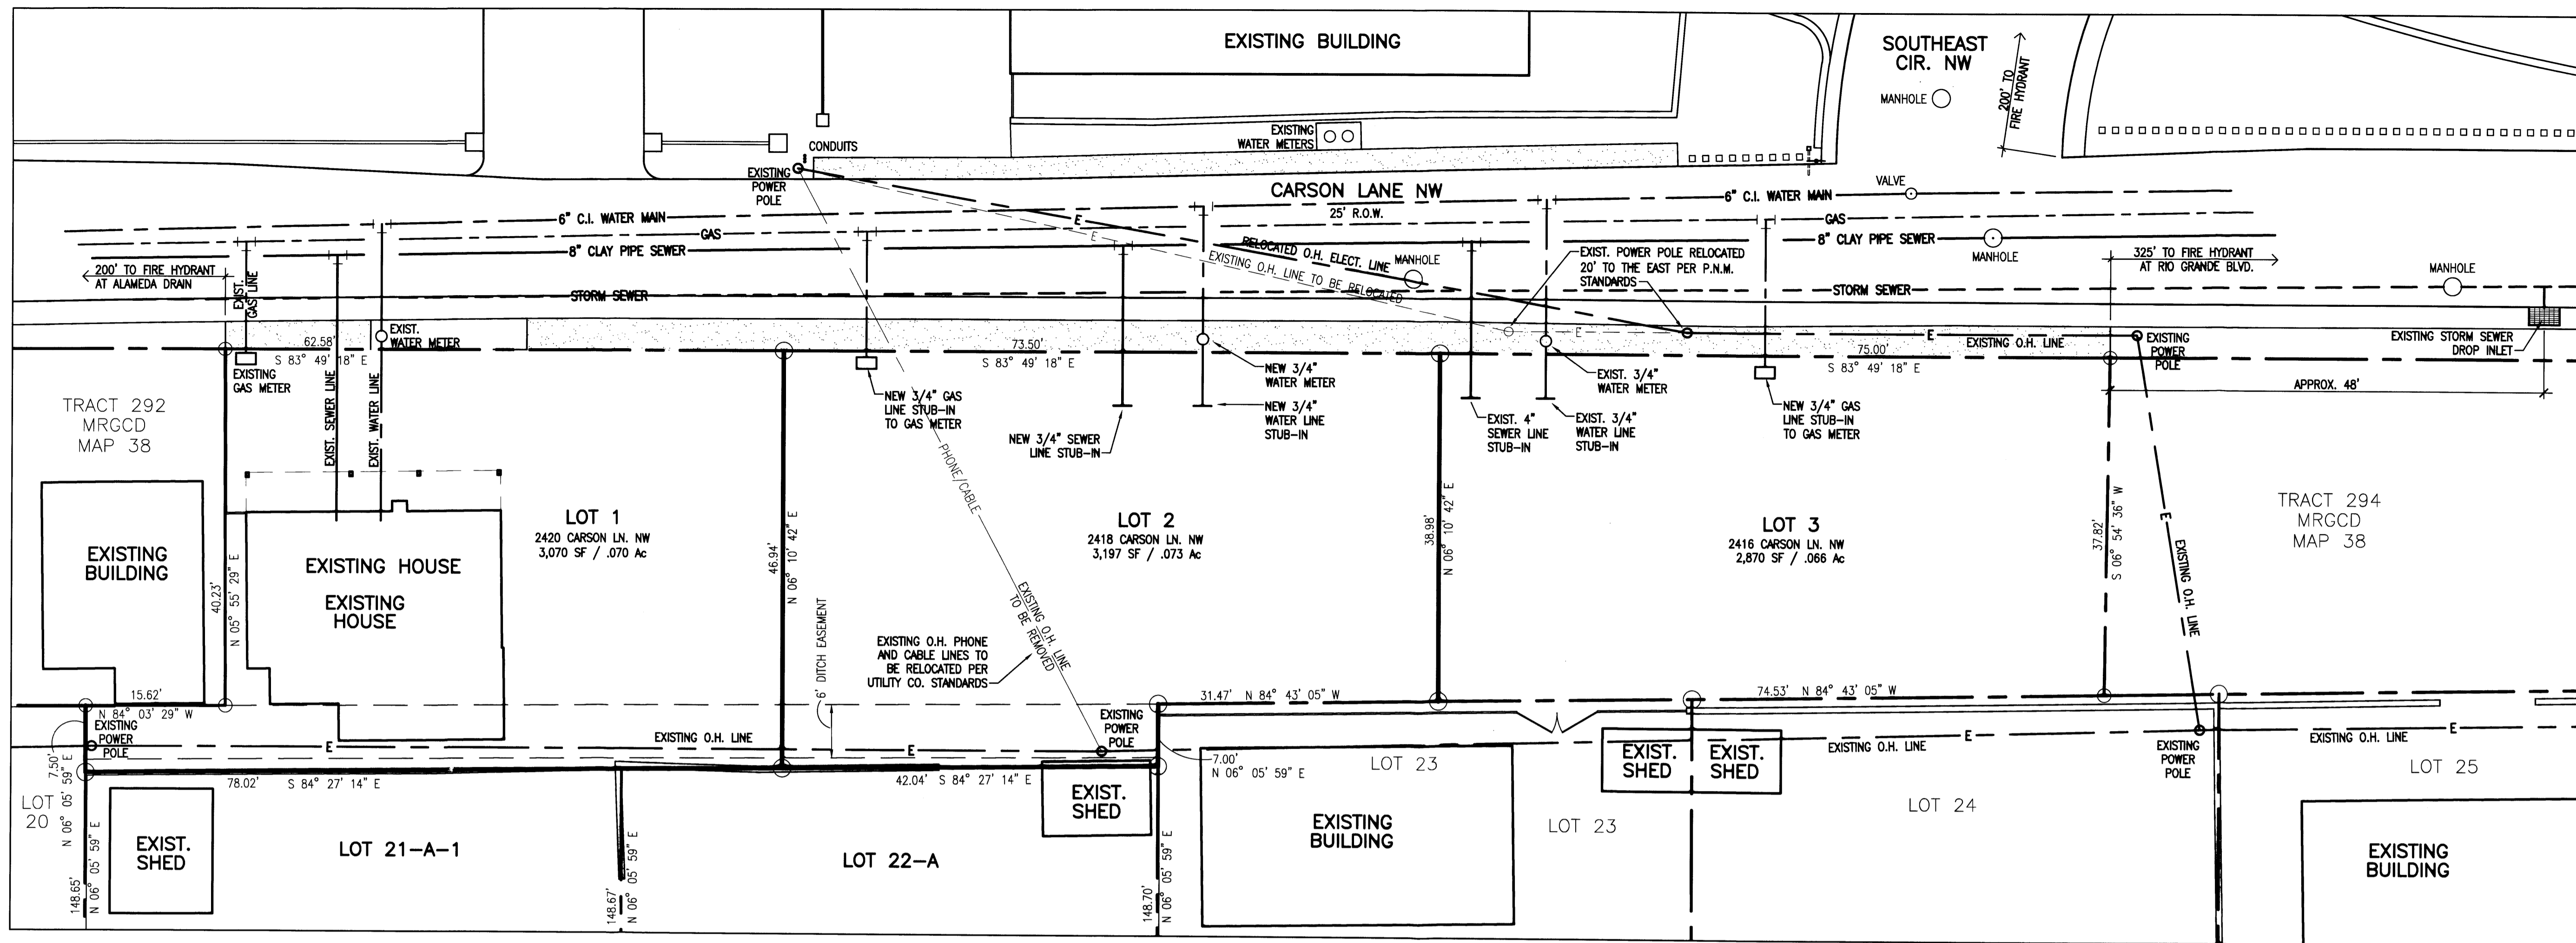 EXISTING BUILDING
SOUTHEAST
CIR. NW
MANHOLE
200' TO
FIRE HYDRANT
EXISTING
WATER METERS
CONDUITS
EXISTING
POWER
POLE
CARSON LANE NW
25' R.O.W.
VALVE
6" C.I. WATER MAIN
6" C.I. WATER MAIN
GAS
GAS
8" CLAY PIPE SEWER
8" CLAY PIPE SEWER
MANHOLE
E
E
RELOCATED O.H. ELECT. LINE
EXISTING O.H. LINE TO BE RELOCATED
MANHOLE
EXIST. POWER POLE RELOCATED
20' TO THE EAST PER P.N.M.
STANDARDS
200' TO FIRE HYDRANT
AT ALAMEDA DRAIN
325' TO FIRE HYDRANT
AT RIO GRANDE BLVD.
MANHOLE
EXIST.
GAS LINE
STORM SEWER
STORM SEWER
EXIST.
WATER METER
62.58'
S 83° 49' 18" E
73.50'
S 83° 49' 18" E
75.00'
S 83° 49' 18" E
E
E
EXISTING O.H. LINE
EXISTING
POWER
POLE
EXISTING STORM SEWER
DROP INLET
APPROX. 48'
EXISTING
GAS METER
EXIST. SEWER LINE
EXIST. WATER LINE
NEW 3/4" GAS
LINE STUB-IN
TO GAS METER
NEW 3/4" SEWER
LINE STUB-IN
NEW 3/4"
WATER METER
NEW 3/4"
WATER LINE
STUB-IN
EXIST. 4"
SEWER LINE
STUB-IN
EXIST. 3/4"
WATER METER
EXIST. 3/4"
WATER LINE
STUB-IN
NEW 3/4" GAS
LINE STUB-IN
TO GAS METER
TRACT 292
MRGCD
MAP 38
EXISTING
BUILDING
40.23'
N 05° 55' 29" E
EXISTING HOUSE
EXISTING
HOUSE
LOT 1
2420 CARSON LN. NW
3,070 SF / .070 Ac
46.94'
N 06° 10' 42" E
PHONE/CABLE
LOT 2
2418 CARSON LN. NW
3,197 SF / .073 Ac
38.98'
N 06° 10' 42" E
LOT 3
2416 CARSON LN. NW
2,870 SF / .066 Ac
37.82'
S 06° 54' 36" W
E
EXISTING O.H. LINE
TRACT 294
MRGCD
MAP 38
6' DITCH EASEMENT
EXISTING O.H. LINE
TO BE REMOVED
EXISTING O.H. PHONE
AND CABLE LINES TO
BE RELOCATED PER
UTILITY CO. STANDARDS
15.62'
N 84° 03' 29" W
31.47' N 84° 43' 05" W
74.53' N 84° 43' 05" W
EXISTING
POWER
POLE
E
EXISTING O.H. LINE
E
EXISTING
POWER
POLE
7.00'
N 06° 05' 59" E
EXIST.
SHED
EXIST.
SHED
EXISTING O.H. LINE
E
EXISTING
POWER
POLE
EXISTING O.H. LINE
E
7.50'
N 06° 05' 59" E
78.02' S 84° 27' 14" E
42.04' S 84° 27' 14" E
LOT 23
LOT 25
LOT
20
EXIST.
SHED
LOT 21-A-1
LOT 22-A
EXIST.
SHED
EXISTING
BUILDING
LOT 23
LOT 24
EXISTING
BUILDING
148.65'
N 06° 05' 59" E
148.67'
N 06° 05' 59" E
148.70'
N 06° 05' 59" E